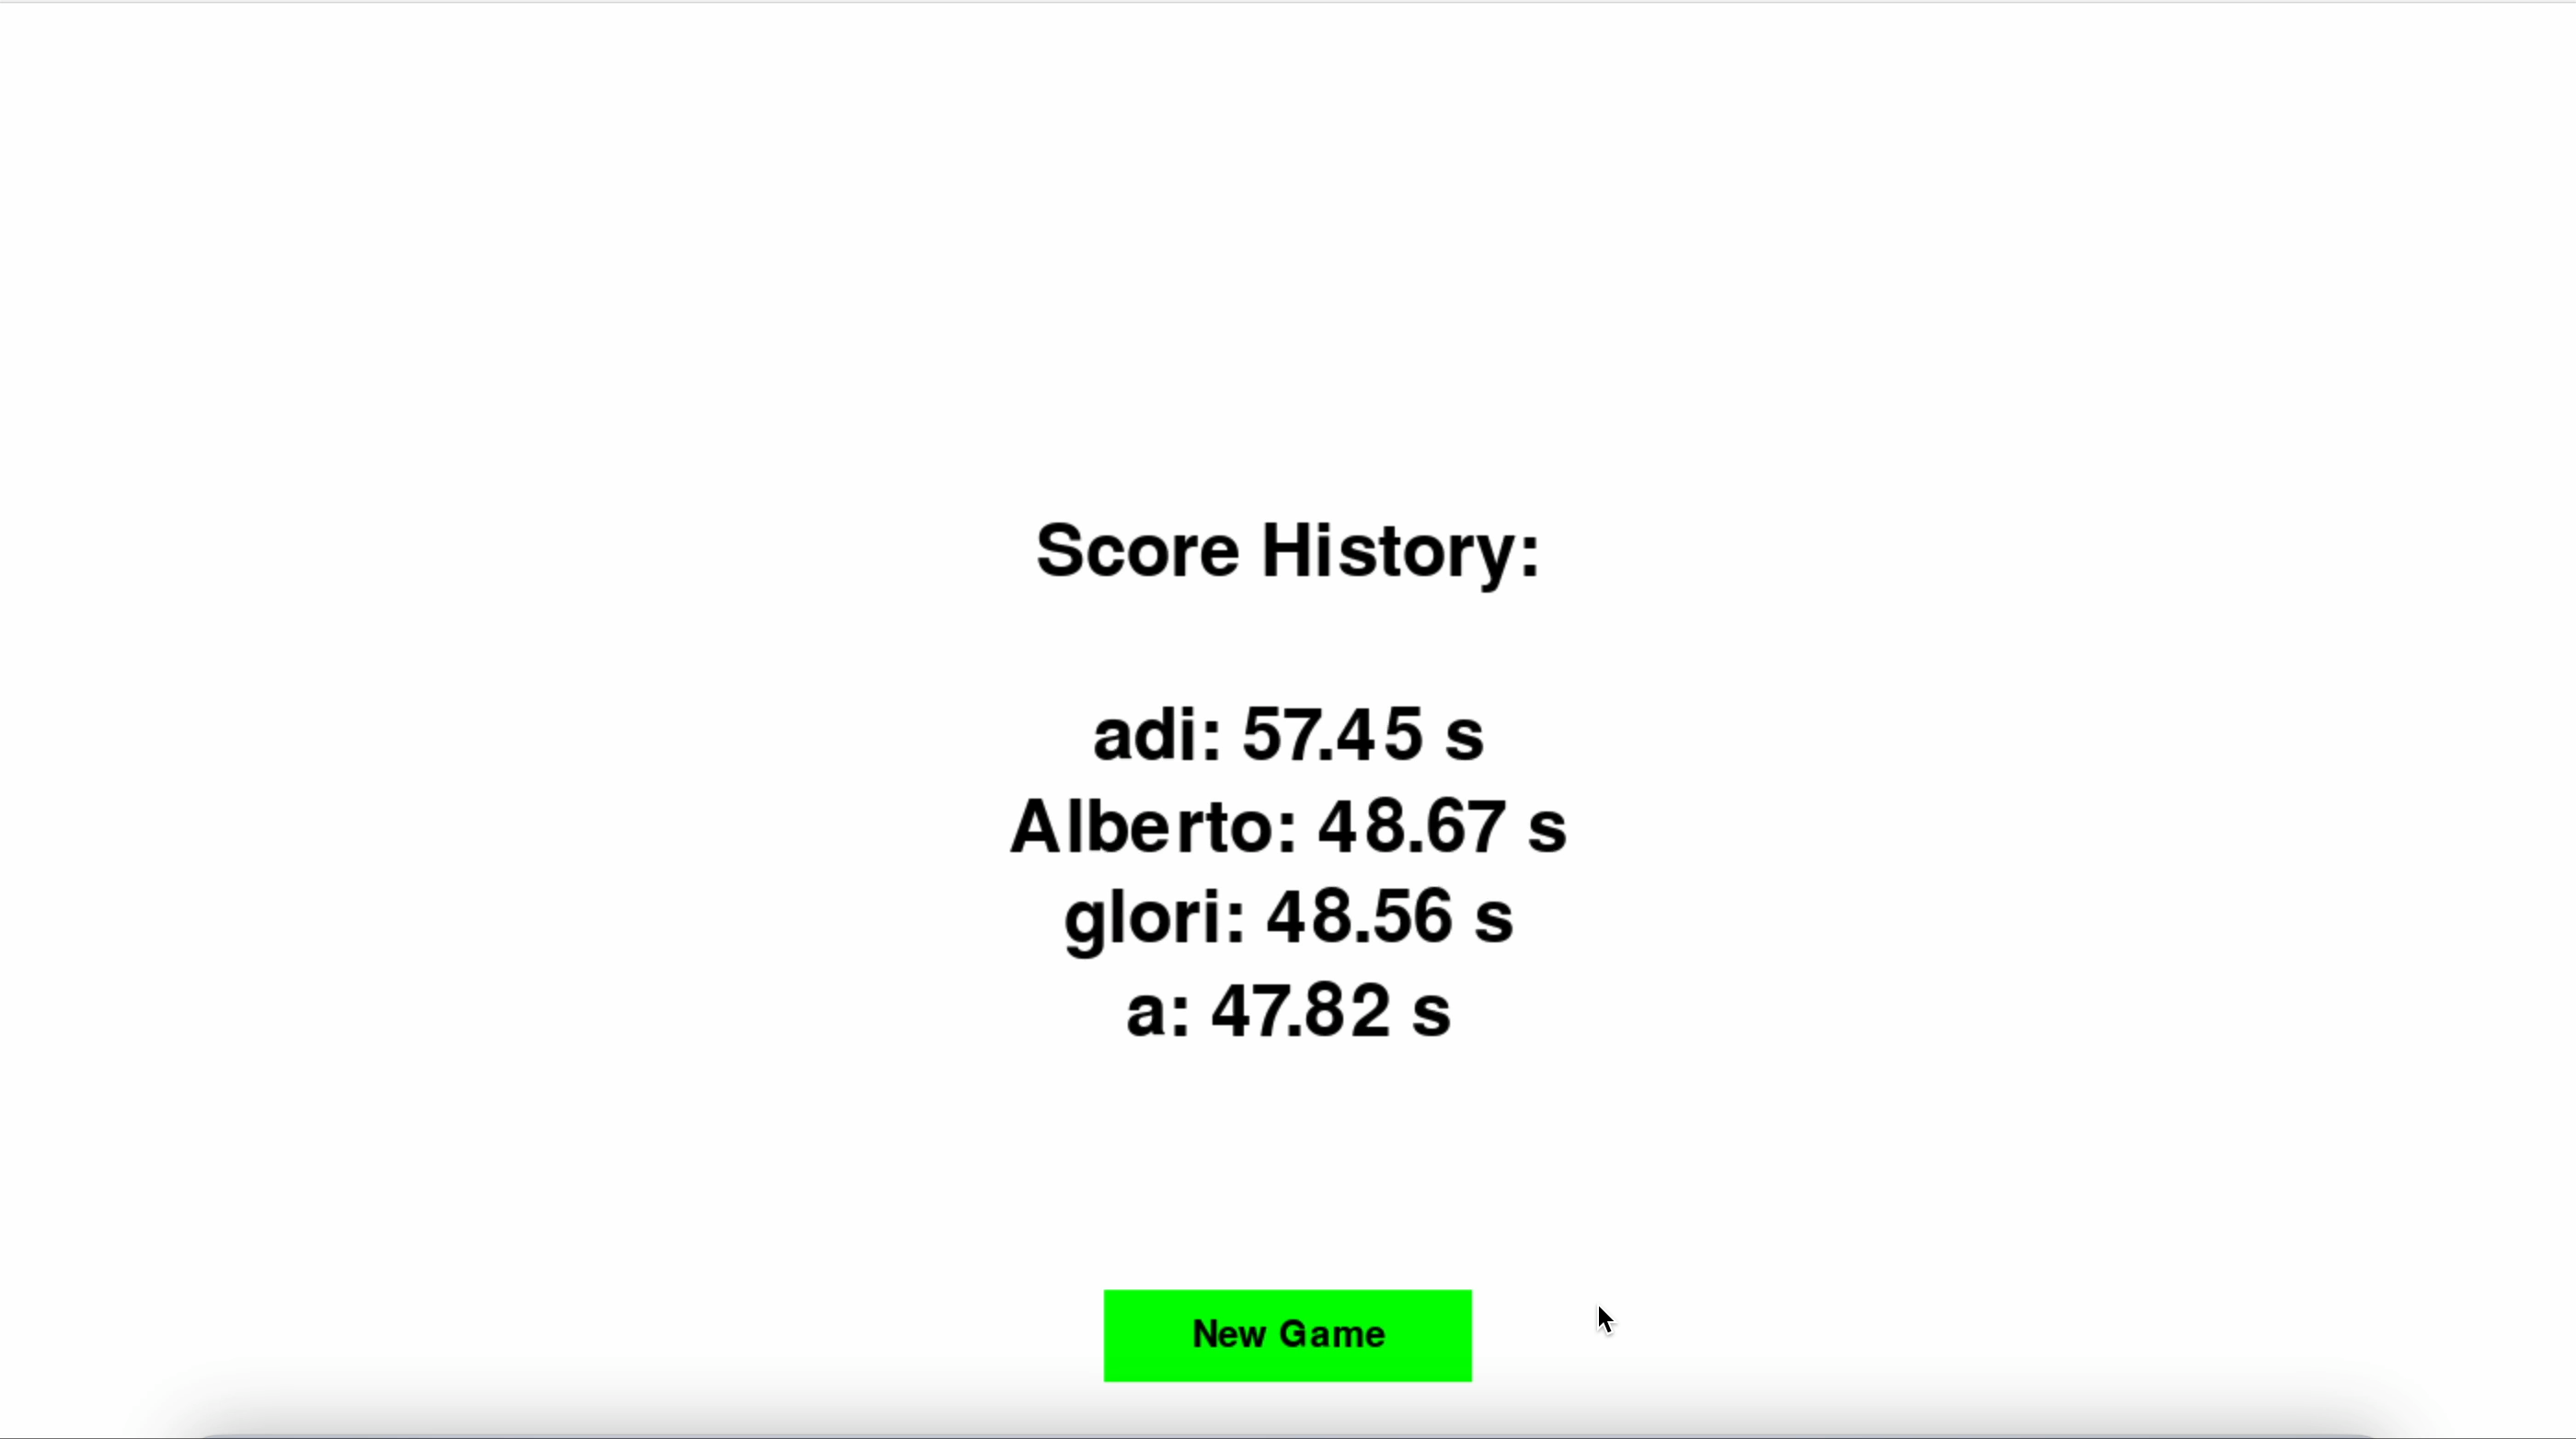 Score History:
adi: 57.45 s
Alberto: 48.67 s
glori: 48.56 s
a: 47.82 s
New Game